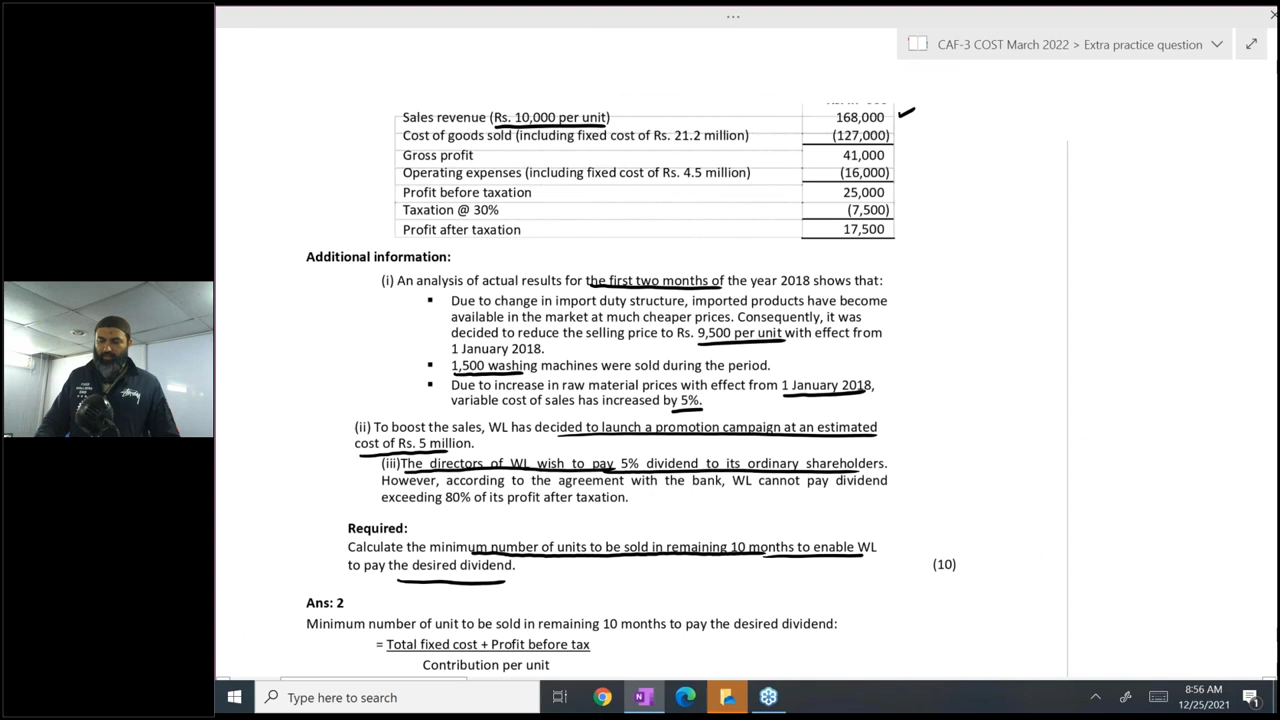 ...
CAF-3 COST March 2022 > Extra practice question
Sales revenue (Rs. 10,000 per unit) 168,000
Cost of goods sold (including fixed cost of Rs. 21.2 million) (127,000)
Gross profit 41,000
Operating expenses (including fixed cost of Rs. 4.5 million) (16,000)
Profit before taxation 25,000
Taxation @ 30% (7,500)
Profit after taxation 17,500
Additional information:
(i) An analysis of actual results for the first two months of the year 2018 shows that:
▪ Due to change in import duty structure, imported products have become
available in the market at much cheaper prices. Consequently, it was
decided to reduce the selling price to Rs. 9,500 per unit with effect from
1 January 2018.
▪ 1,500 washing machines were sold during the period.
▪ Due to increase in raw material prices with effect from 1 January 2018,
variable cost of sales has increased by 5%.
(ii) To boost the sales, WL has decided to launch a promotion campaign at an estimated
cost of Rs. 5 million.
(iii)The directors of WL wish to pay 5% dividend to its ordinary shareholders.
However, according to the agreement with the bank, WL cannot pay dividend
exceeding 80% of its profit after taxation.
Required:
Calculate the minimum number of units to be sold in remaining 10 months to enable WL
to pay the desired dividend. (10)
Ans: 2
Minimum number of unit to be sold in remaining 10 months to pay the desired dividend:
= Total fixed cost + Profit before tax
Contribution per unit
Type here to search
8:56 AM
12/25/2021